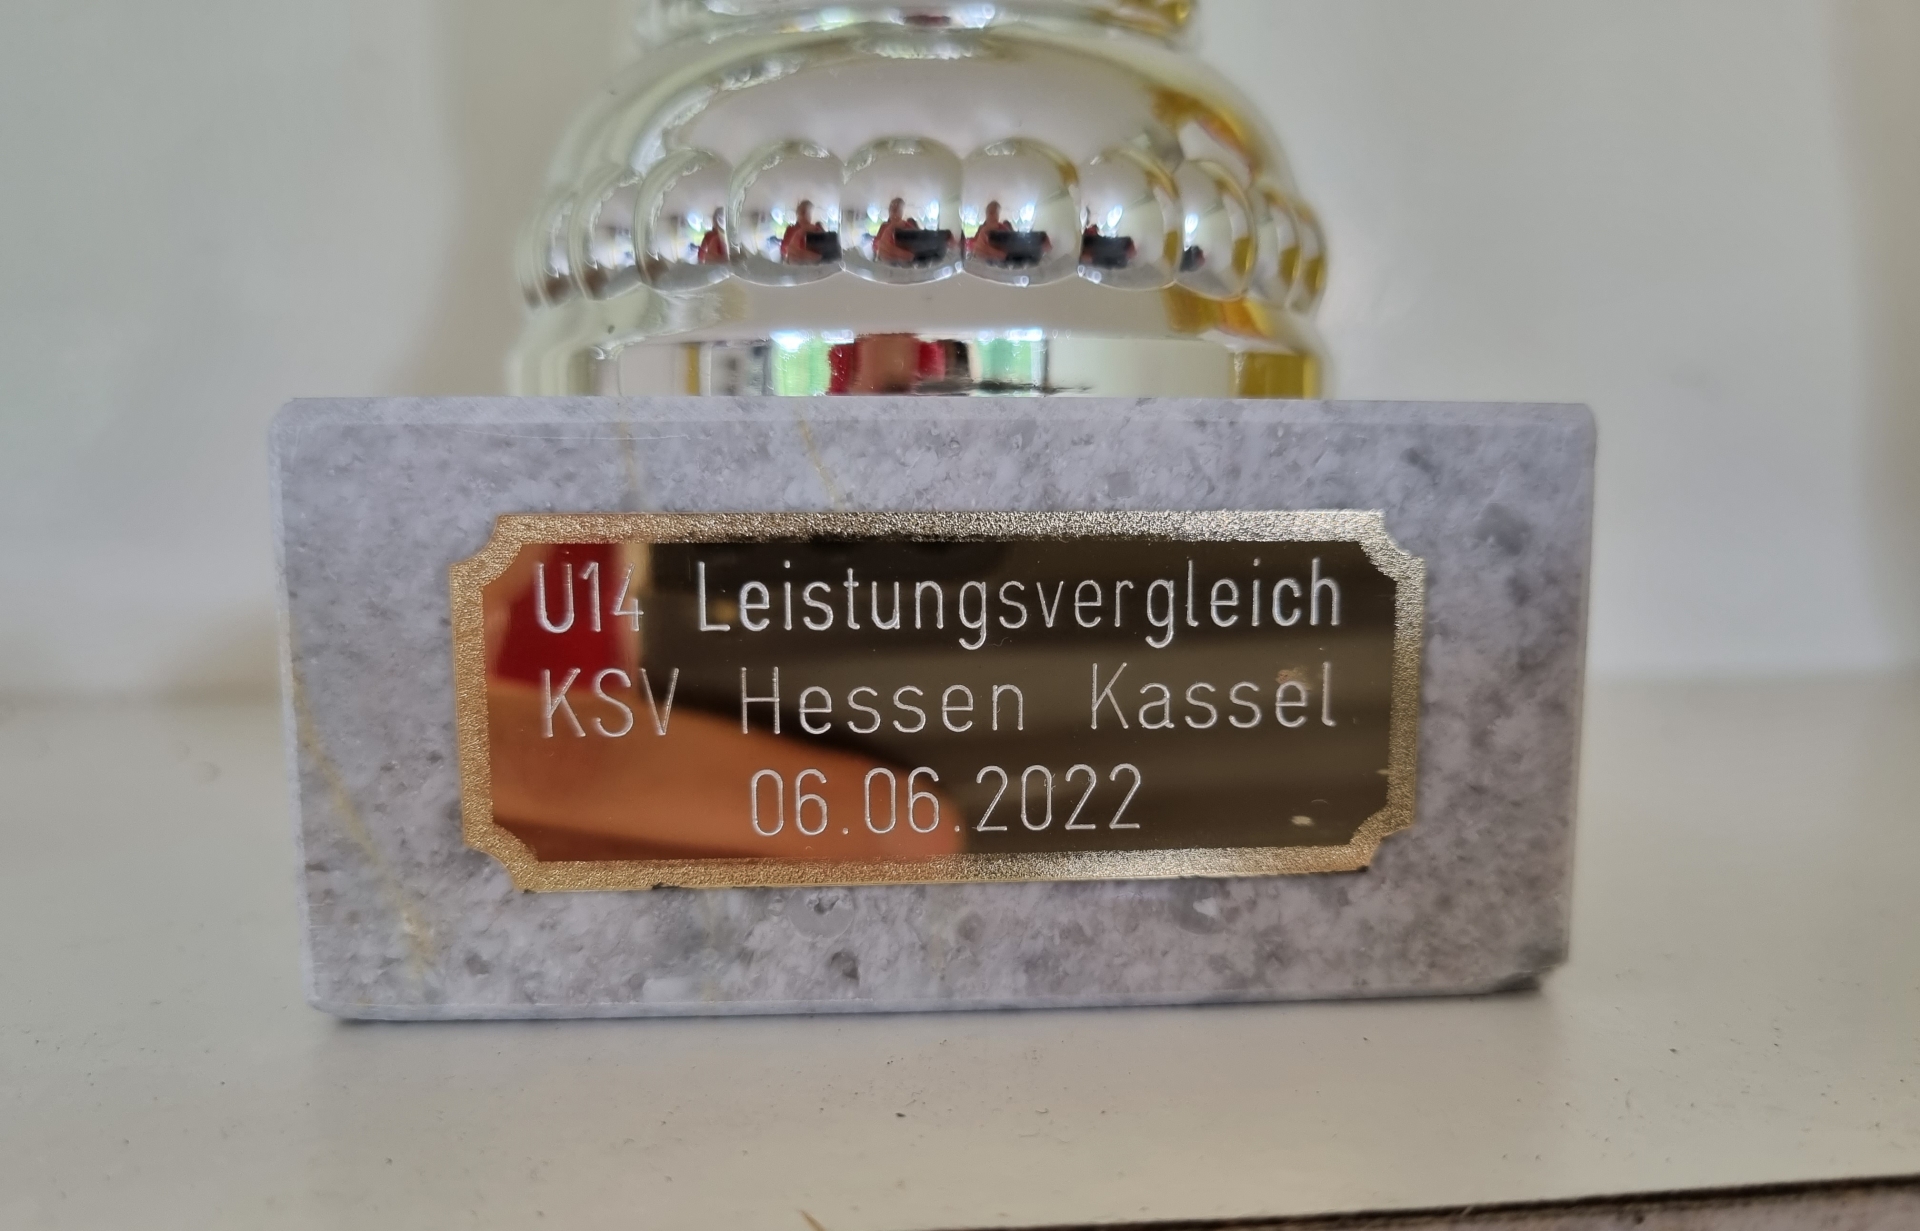 U14 Leistungsvergleich
KSV Hessen Kassel
06.06.2022